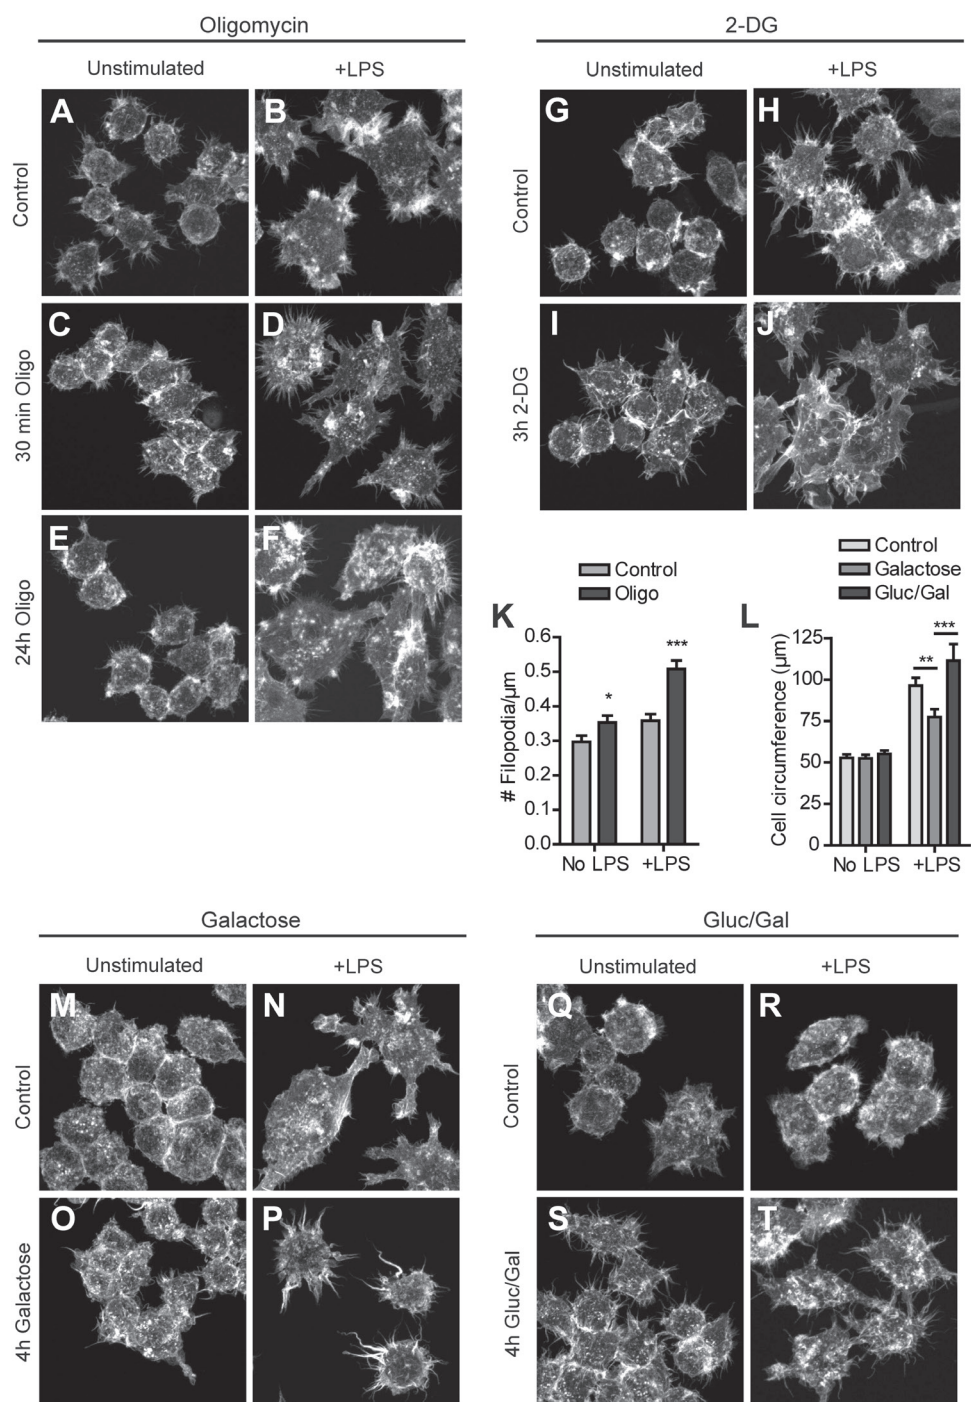 Oligomycin
Unstimulated +LPS
Control
A B
30 min Oligo
C D
24h Oligo
E F
2-DG
Unstimulated +LPS
Control
G H
3h 2-DG
I J
K
Control
Oligo
# Filopodia/µm
0.6
0.5
0.4
0.3
0.2
0.1
0.0
*
***
No LPS +LPS
L
Control
Galactose
Gluc/Gal
Cell circumference (µm)
125
100
75
50
25
0
**
***
No LPS +LPS
Galactose
Unstimulated +LPS
Control
M N
4h Galactose
O P
Gluc/Gal
Unstimulated +LPS
Control
Q R
4h Gluc/Gal
S T